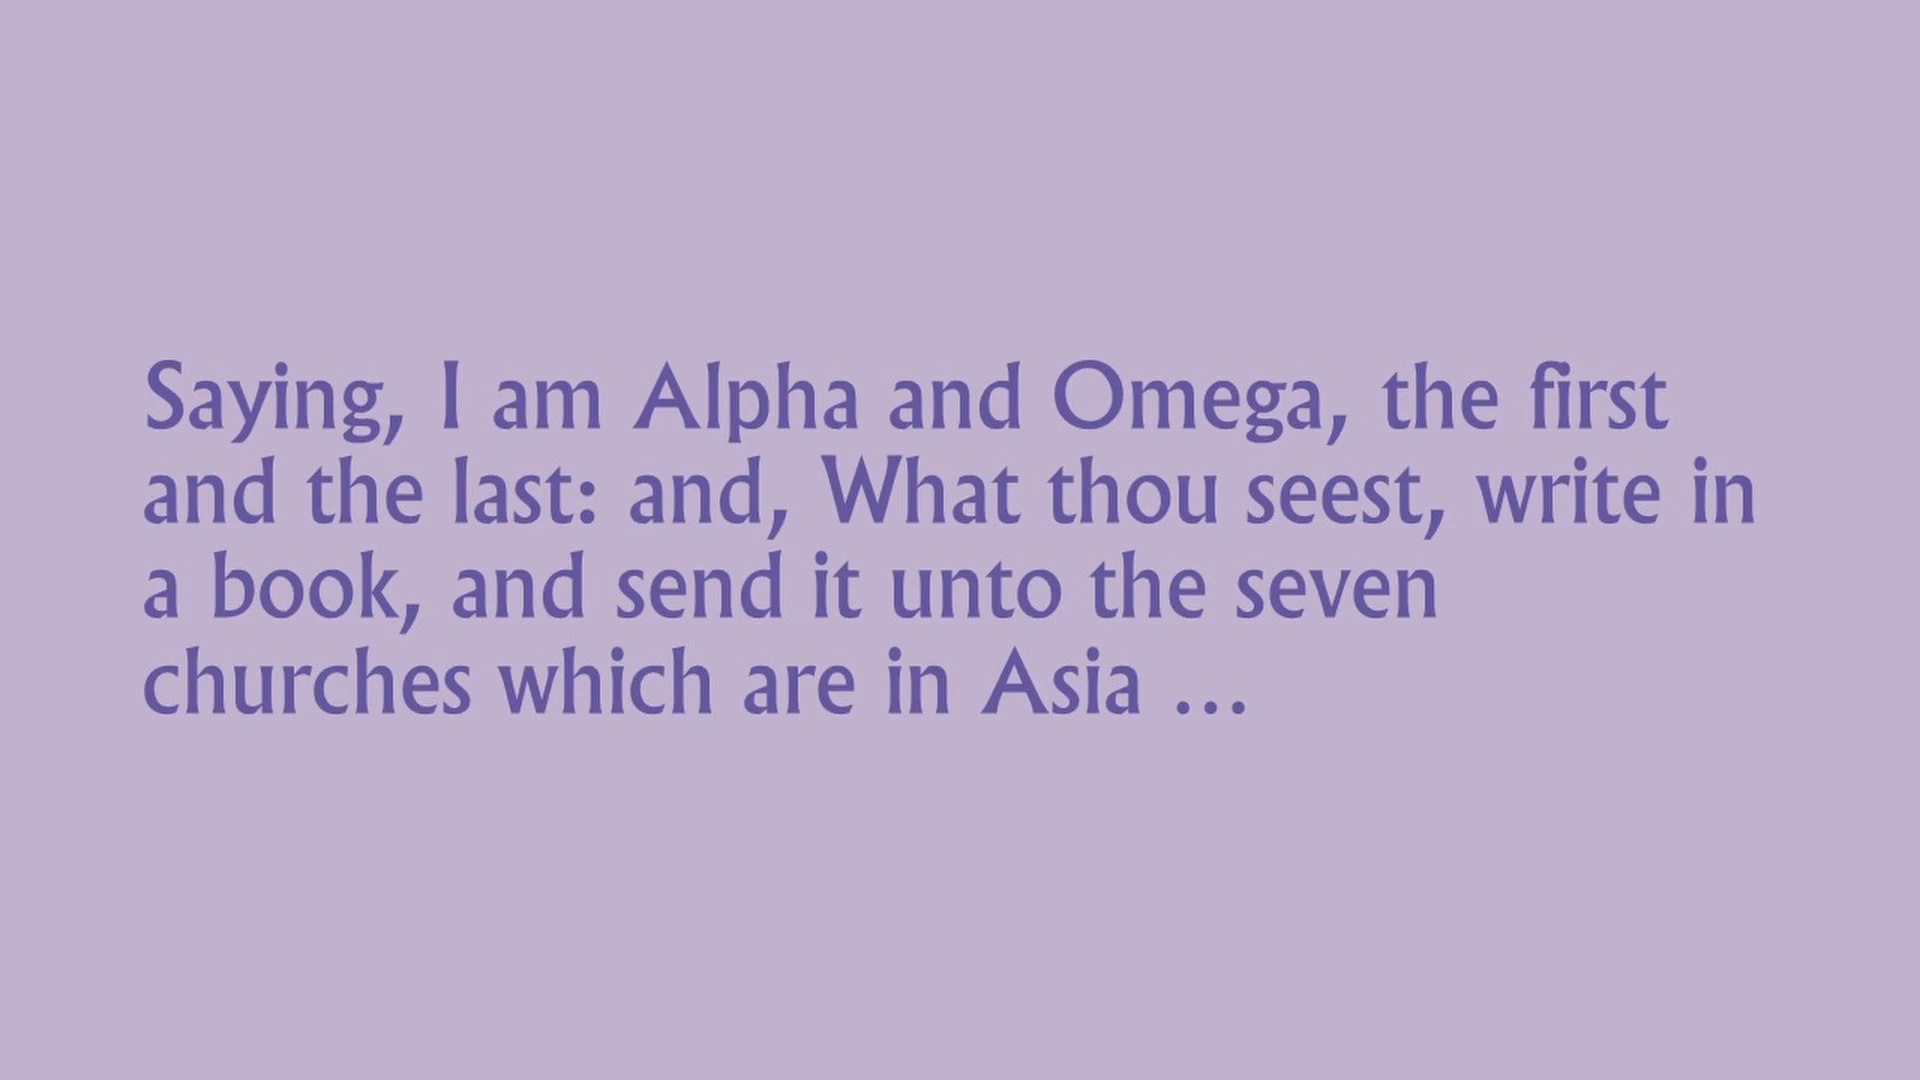 Saying, I am Alpha and Omega, the first
and the last: and, What thou seest, write in
a book, and send it unto the seven
churches which are in Asia ...